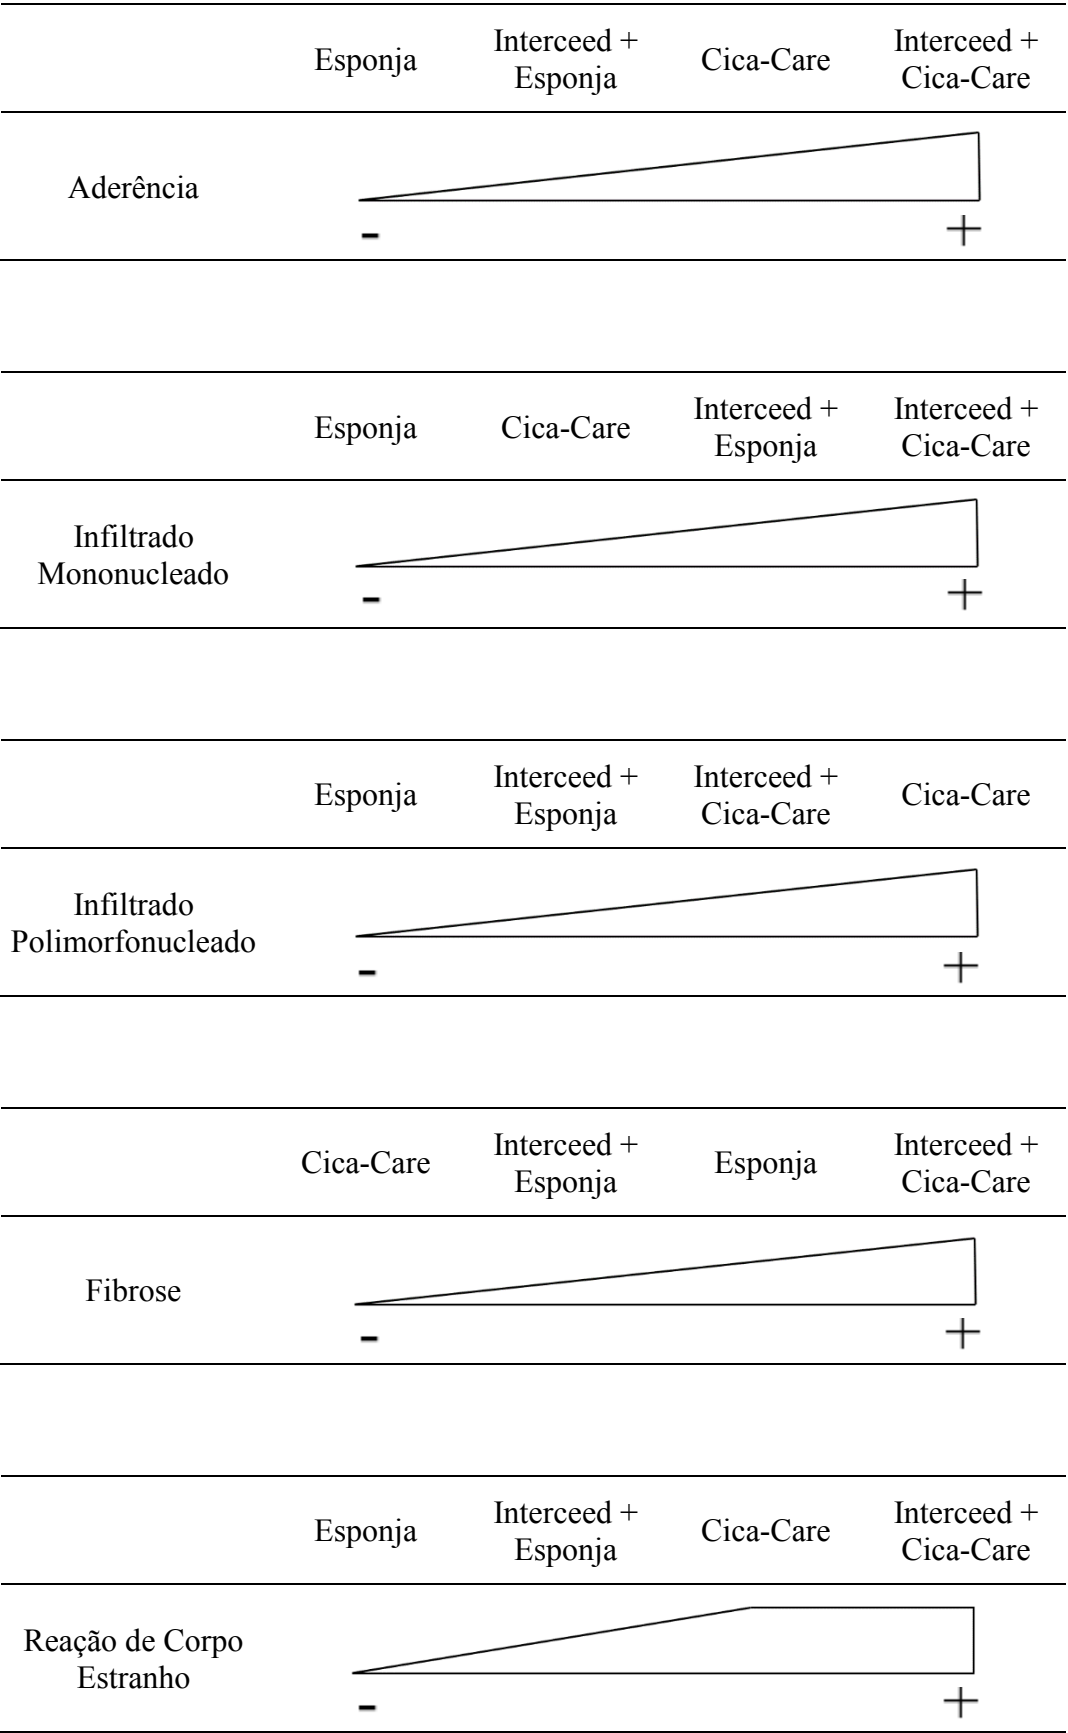 Esponja
Interceed +
Esponja
Cica-Care
Interceed +
Cica-Care
Aderência
- +
Esponja
Cica-Care
Interceed +
Esponja
Interceed +
Cica-Care
Infiltrado
Mononucleado
- +
Esponja
Interceed +
Esponja
Interceed +
Cica-Care
Cica-Care
Infiltrado
Polimorfonucleado
- +
Cica-Care
Interceed +
Esponja
Esponja
Interceed +
Cica-Care
Fibrose
- +
Esponja
Interceed +
Esponja
Cica-Care
Interceed +
Cica-Care
Reação de Corpo
Estranho
- +